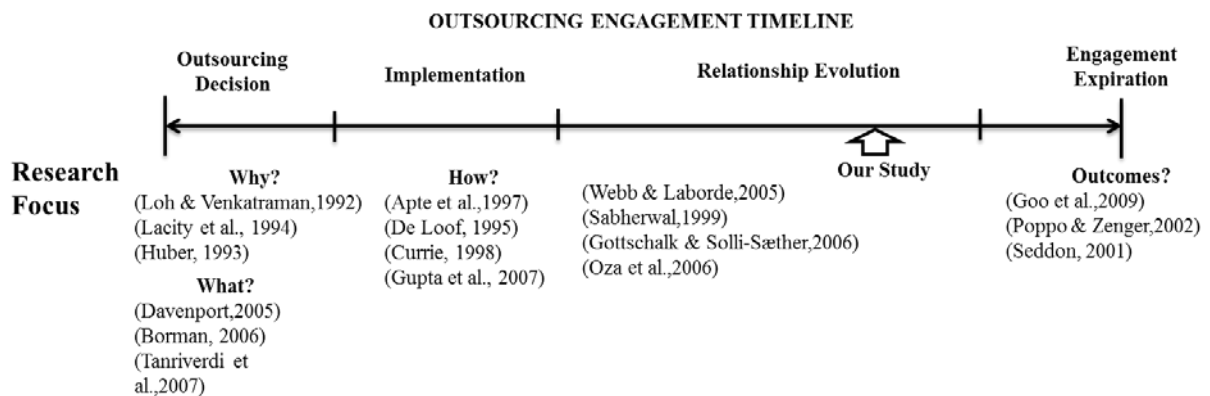 OUTSOURCING ENGAGEMENT TIMELINE
Outsourcing
Decision
Implementation
Relationship Evolution
Engagement
Expiration
Research
Focus
Why?
(Loh & Venkatraman,1992)
(Lacity et al., 1994)
(Huber, 1993)
What?
(Davenport,2005)
(Borman, 2006)
(Tanriverdi et
al.,2007)
How?
(Apte et al.,1997)
(De Loof, 1995)
(Currie, 1998)
(Gupta et al., 2007)
(Webb & Laborde,2005)
(Sabherwal,1999)
(Gottschalk & Solli-Sæther,2006)
(Oza et al.,2006)
Our Study
Outcomes?
(Goo et al.,2009)
(Poppo & Zenger,2002)
(Seddon, 2001)